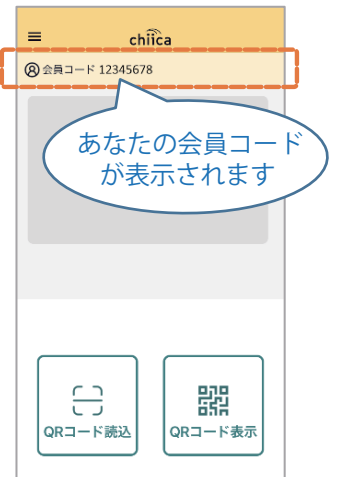 chiica
会員コード 12345678
あなたの会員コード
が表示されます
QRコード読込
QRコード表示